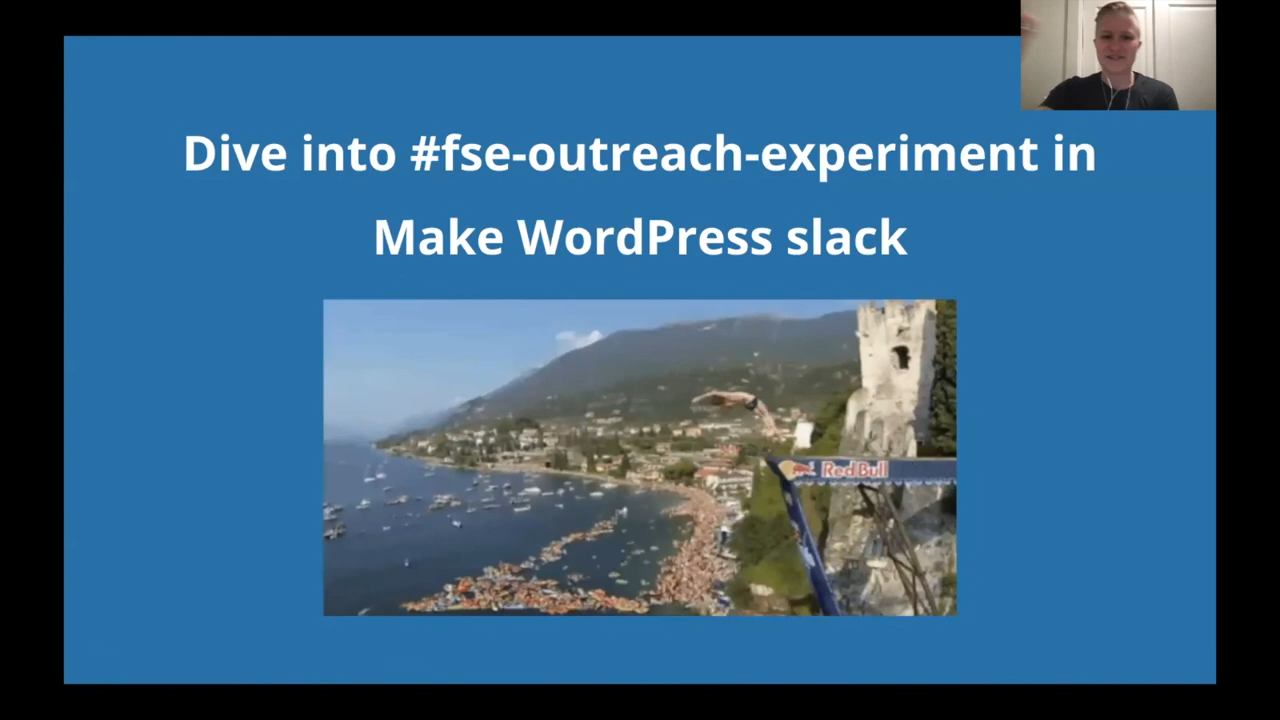 Dive into #fse-outreach-experiment in
Make WordPress slack
Red Bull